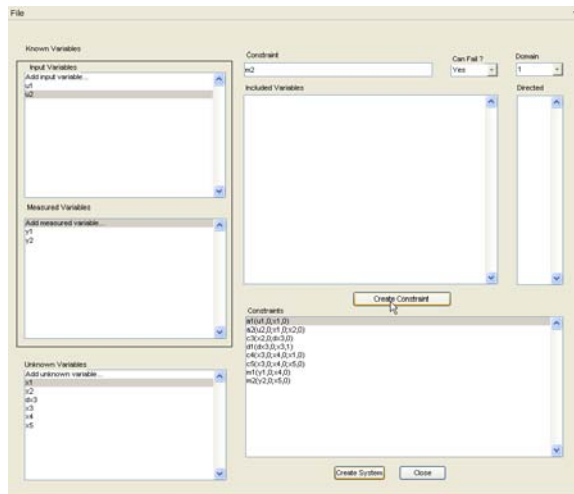 File
Known Variables
Input Variables
Add input variable...
u1
u2
Measured Variables
Add measured variable...
y1
y2
Unknown Variables
Add unknown variable...
x1
x2
dx3
x3
x4
x5
Constraint
m2
Can Fail ?
Yes
Domain
1
Included Variables
Directed
Create Constraint
Constraints
a1(u1,0;x1,0)
a2(u2,0;x1,0;x2,0)
c3(x2,0;dx3,0)
d1(dx3,0;x3,1)
c4(x3,0;x4,0;x1,0)
c5(x3,0;x4,0;x5,0)
m1(y1,0;x4,0)
m2(y2,0;x5,0)
Create System
Close